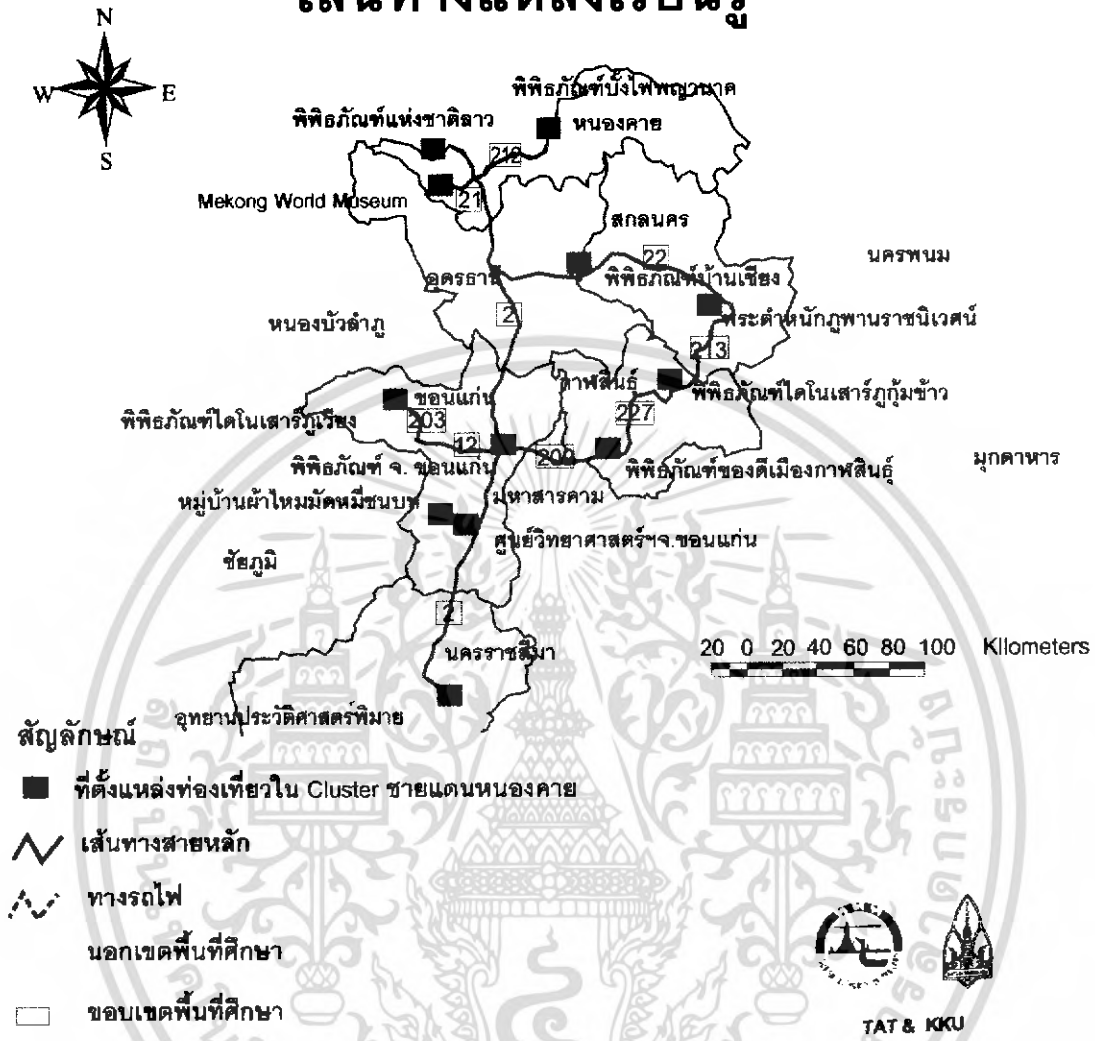 เส้นทางแหล่งเรียนรู้
N
W E
S
พิพิธภัณฑ์บั้งไฟพญานาค
พิพิธภัณฑ์แห่งชาติลาว
หนองคาย
212
Mekong World Museum
21
สกลนคร
22
นครพนม
อุดรธานี
พิพิธภัณฑ์บ้านเชียง
2
หนองบัวลำภู
พระตำหนักภูพานราชนิเวศน์
213
กาฬสินธุ์
ขอนแก่น
พิพิธภัณฑ์ไดโนเสาร์ภูกุ้มข้าว
พิพิธภัณฑ์ไดโนเสาร์ภูเวียง
203
227
12
209
พิพิธภัณฑ์ จ. ขอนแก่น
พิพิธภัณฑ์ของดีเมืองกาฬสินธุ์
มุกดาหาร
หมู่บ้านผ้าไหมมัดหมี่ชนบท
มหาสารคาม
ศูนย์วิทยาศาสตร์ฯจ.ขอนแก่น
ชัยภูมิ
2
นครราชสีมา
20 0 20 40 60 80 100 Kilometers
อุทยานประวัติศาสตร์พิมาย
สัญลักษณ์
ที่ตั้งแหล่งท่องเที่ยวใน Cluster ชายแดนหนองคาย
เส้นทางสายหลัก
ทางรถไฟ
นอกเขตพื้นที่ศึกษา
ขอบเขตพื้นที่ศึกษา
TAT & KKU